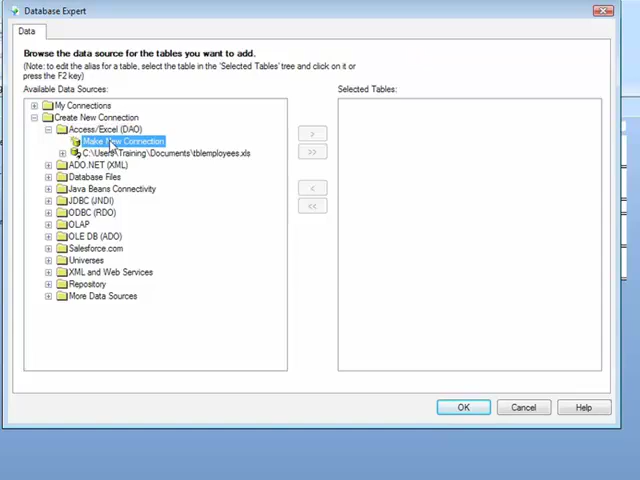 Database Expert
Data
Browse the data source for the tables you want to add.
(Note: to edit the alias for a table, select the table in the 'Selected Tables' tree and click on it or
press the F2 key)
Available Data Sources:
Selected Tables:
My Connections
Create New Connection
Access/Excel (DAO)
Make New Connection
C:\Users\Training\Documents\tblemployees.xls
ADO.NET (XML)
Database Files
Java Beans Connectivity
JDBC (JNDI)
ODBC (RDO)
OLAP
OLE DB (ADO)
Salesforce.com
Universes
XML and Web Services
Repository
More Data Sources
>
>>
<
<<
OK
Cancel
Help